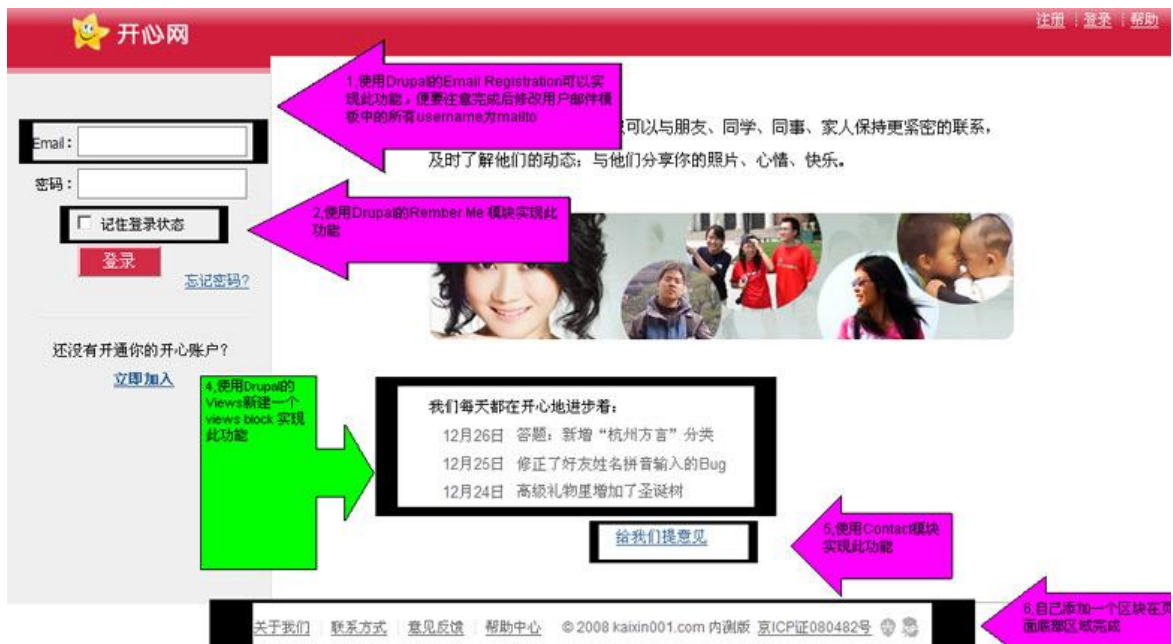 开心网
注册 | 登录 | 帮助
1,使用Drupal的Email Registration可以实
现此功能，便要注意完成后修改用户邮件模
板中的所有username为mailto
可以与朋友、同学、同事、家人保持更紧密的联系，
及时了解他们的动态；与他们分享你的照片、心情、快乐。
Email：
密码：
记住登录状态
2,使用Drupal的Rember Me 模块实现此
功能
登录
忘记密码?
还没有开通你的开心账户?
立即加入
4,使用Drupal的
Views新建一个
views block 实现
此功能
我们每天都在开心地进步着：
12月26日 答题：新增“杭州方言”分类
12月25日 修正了好友姓名拼音输入的Bug
12月24日 高级礼物里增加了圣诞树
给我们提意见
5,使用Contact模块
实现此功能
6,自己添加一个区块在页
面底部区域完成
关于我们 联系方式 意见反馈 帮助中心 ©2008 kaixin001.com 内测版 京ICP证080482号